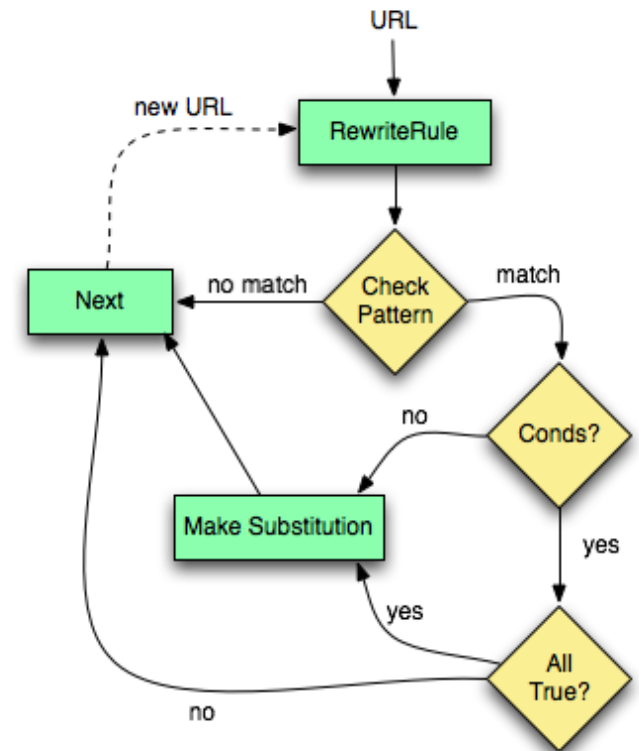 URL
new URL
RewriteRule
Next
no match
Check
Pattern
match
no
Conds?
Make Substitution
yes
yes
All
True?
no